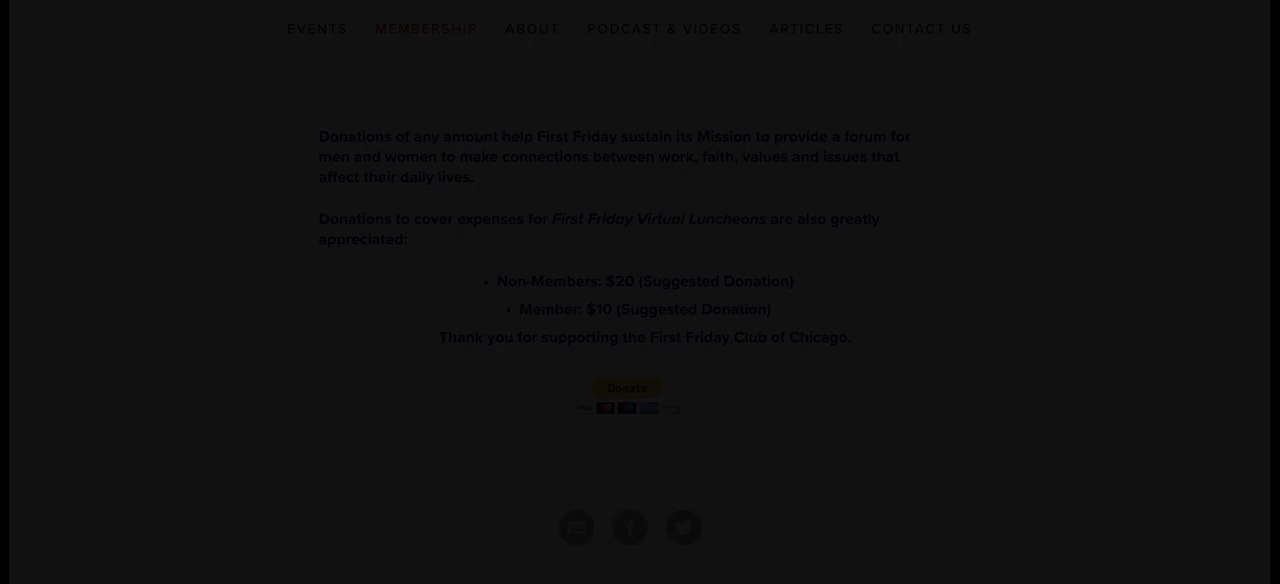 EVENTS MEMBERSHIP ABOUT PODCAST & VIDEOS ARTICLES CONTACT US
Donations of any amount help First Friday sustain its Mission to provide a forum for
men and women to make connections between work, faith, values and issues that
affect their daily lives.
Donations to cover expenses for First Friday Virtual Luncheons are also greatly
appreciated:
• Non-Members: $20 (Suggested Donation)
• Member: $10 (Suggested Donation)
Thank you for supporting the First Friday Club of Chicago.
Donate
VISA